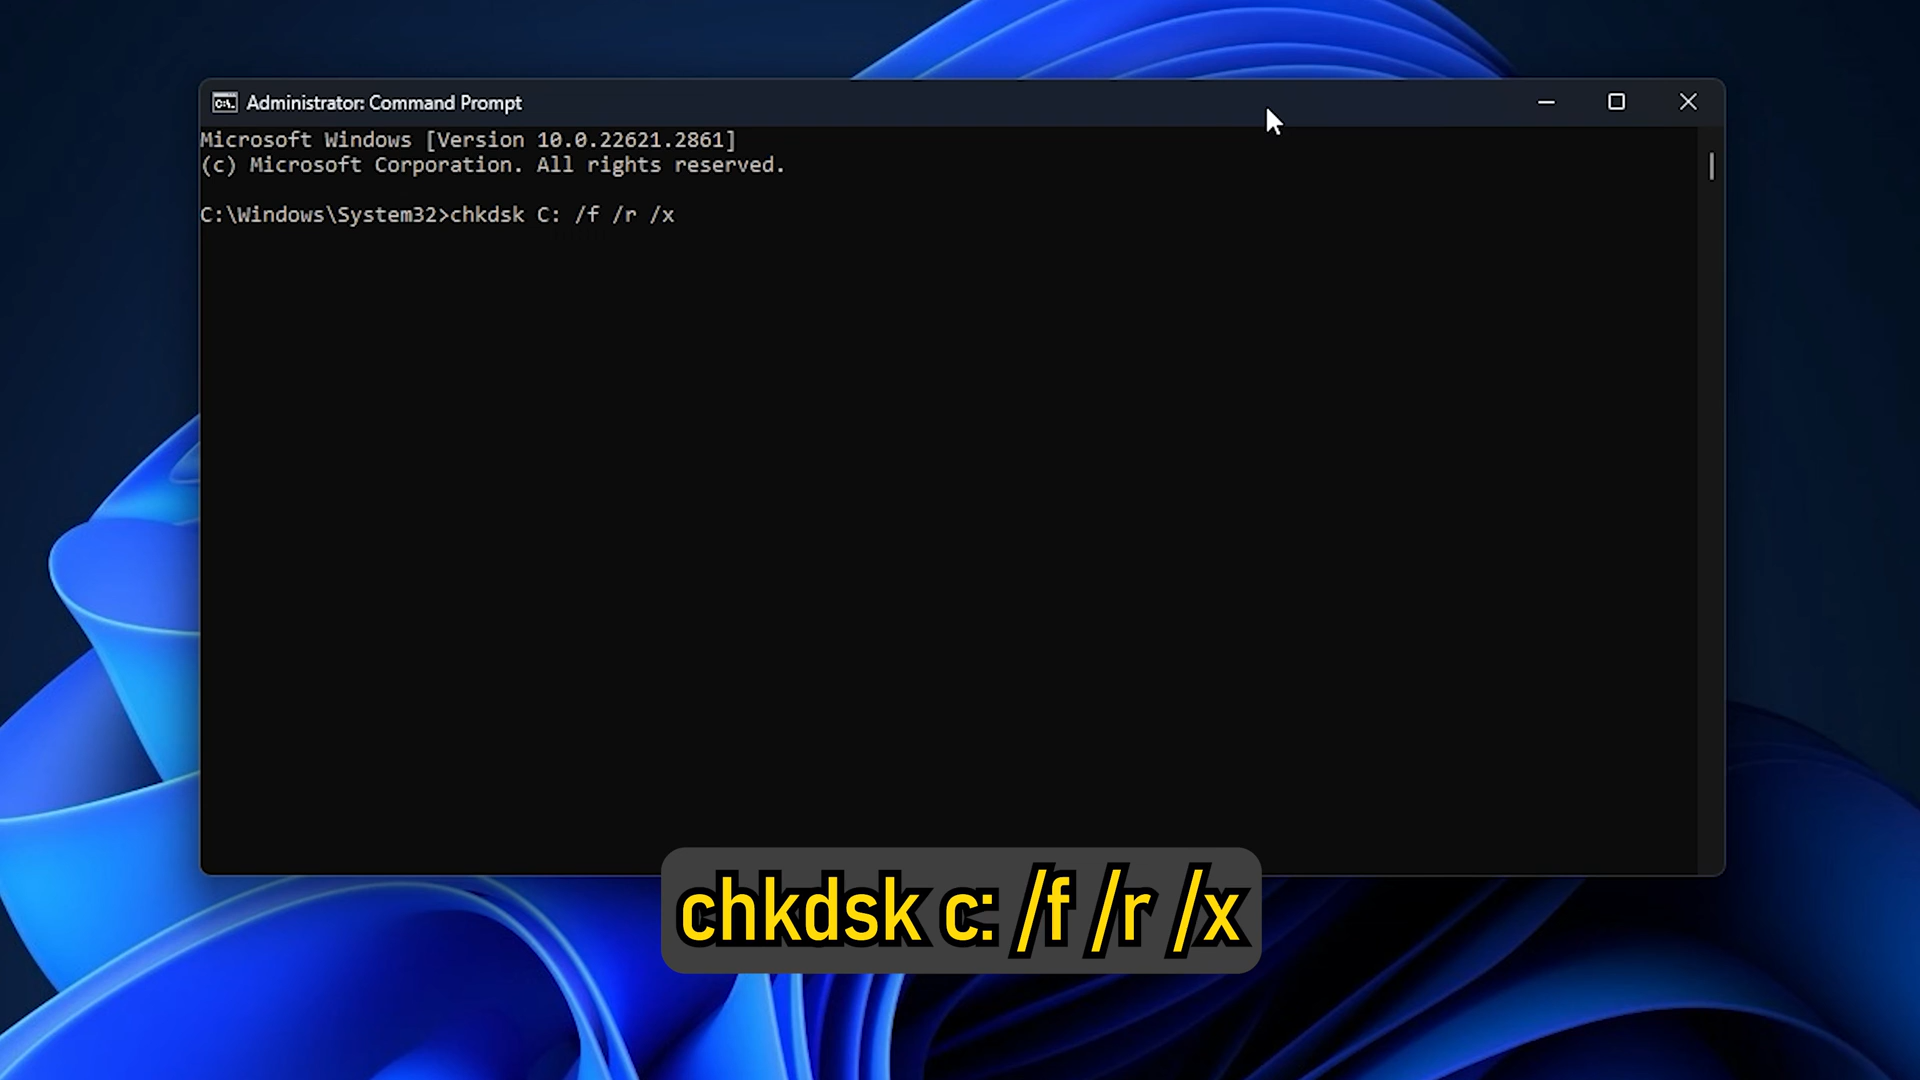 Administrator: Command Prompt
Microsoft Windows [Version 10.0.22621.2861]
(c) Microsoft Corporation. All rights reserved.
C:\Windows\System32>chkdsk C: /f /r /x
chkdsk c: /f /r /x